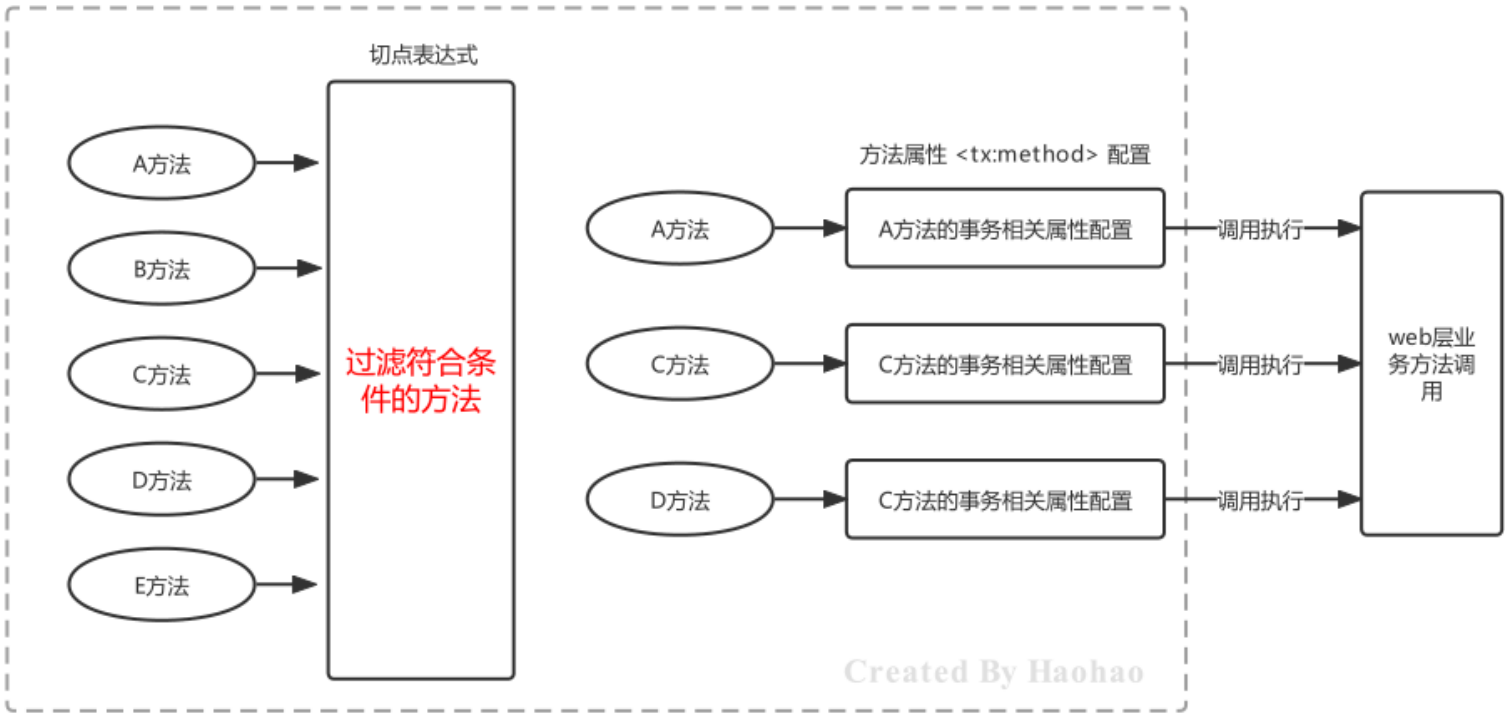 切点表达式
A方法
B方法
C方法
D方法
E方法
过滤符合条
件的方法
方法属性 <tx:method> 配置
A方法
A方法的事务相关属性配置
调用执行
C方法
C方法的事务相关属性配置
调用执行
D方法
C方法的事务相关属性配置
调用执行
web层业
务方法调
用
Created By Haohao